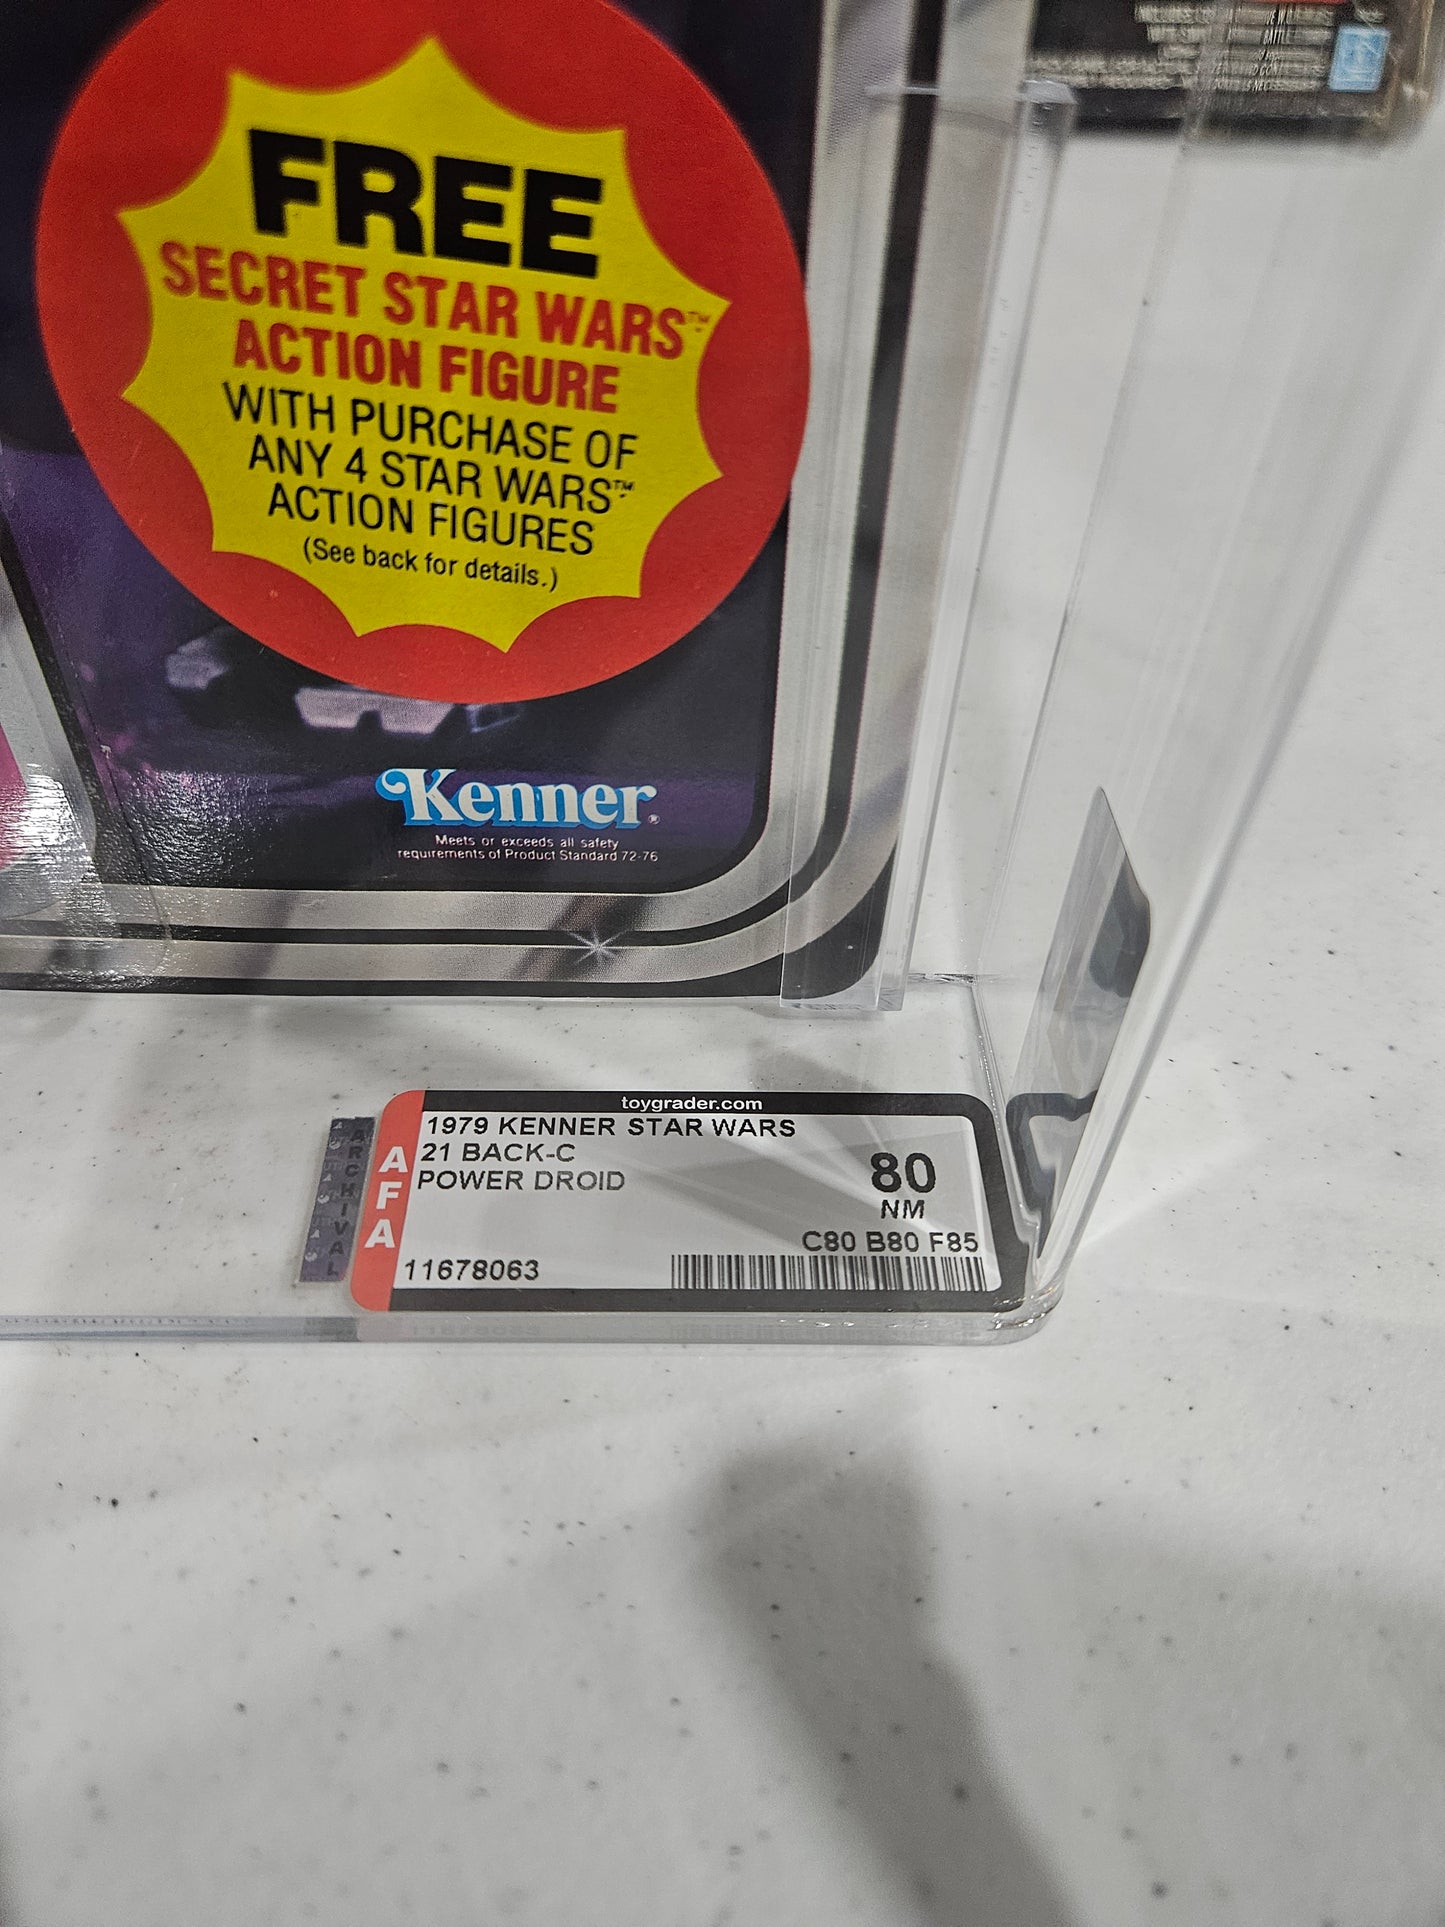 FREE
SECRET STAR WARS™
ACTION FIGURE
WITH PURCHASE OF
ANY 4 STAR WARS™
ACTION FIGURES
(See back for details.)
Kenner®
Meets or exceeds all safety
requirements of Product Standard 72-76
toygrader.com
ARCHIVAL
AFA
1979 KENNER STAR WARS
21 BACK-C
POWER DROID
80
NM
C80 B80 F85
11678063